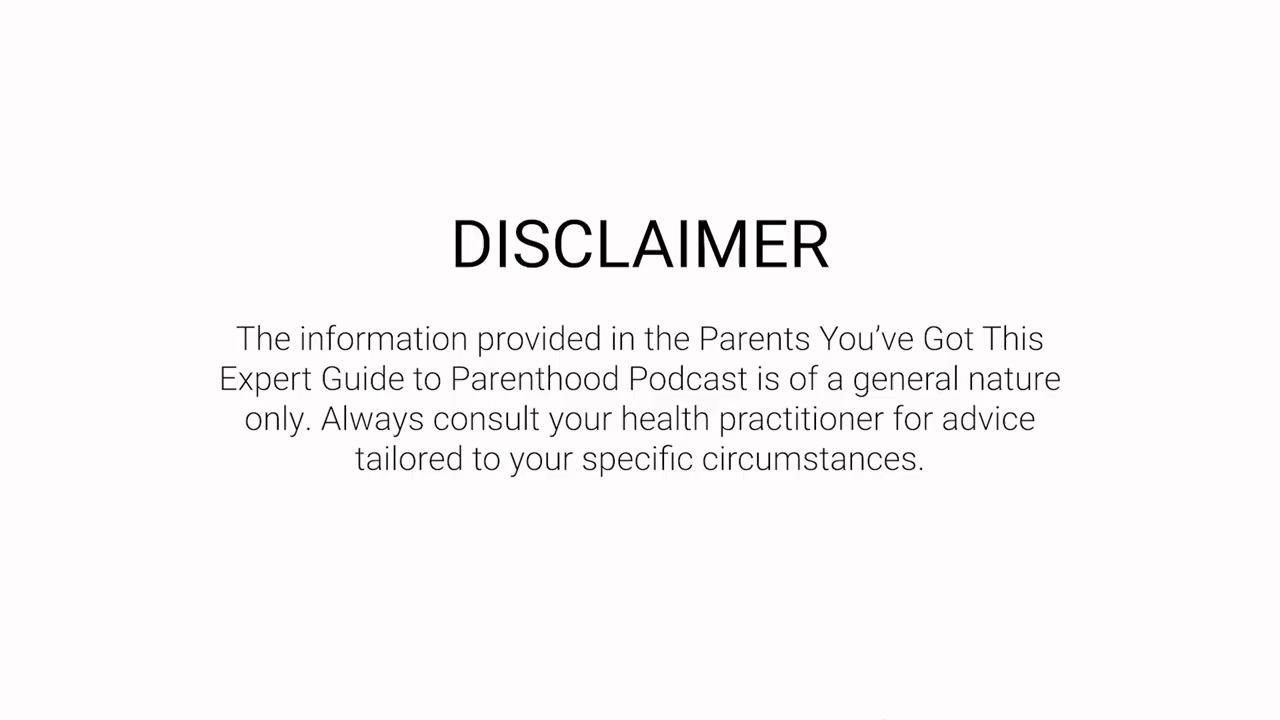 DISCLAIMER
The information provided in the Parents You’ve Got This
Expert Guide to Parenthood Podcast is of a general nature
only. Always consult your health practitioner for advice
tailored to your specific circumstances.